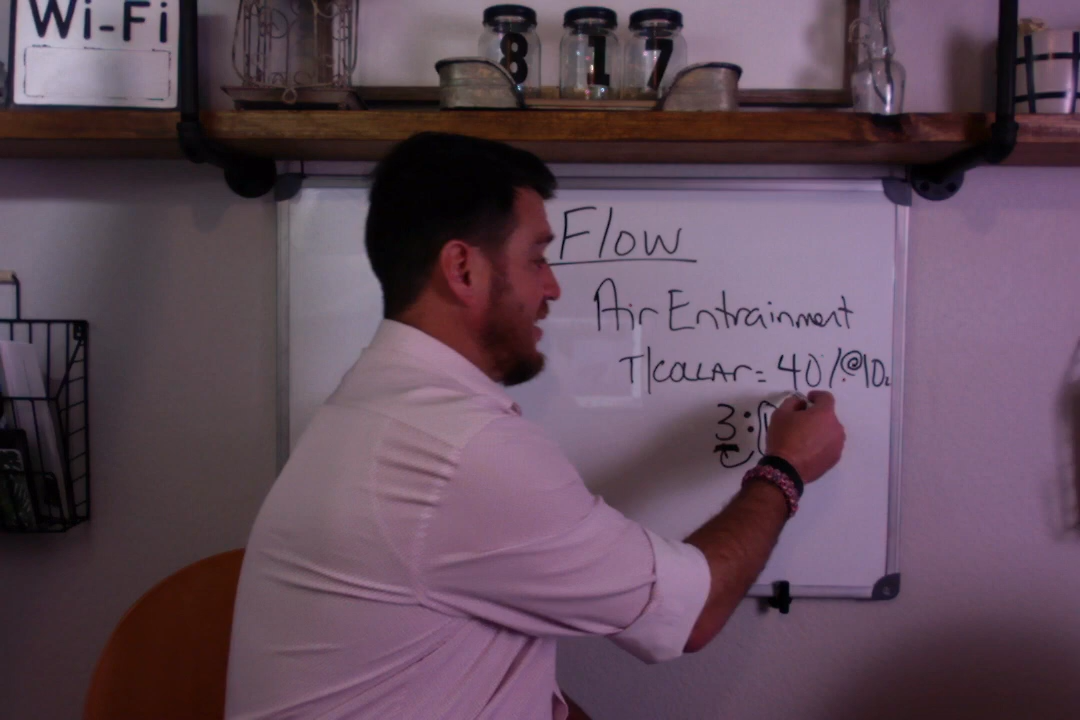 Wi-Fi
8 1 7
Flow
Air Entrainment
T/COLLAr = 40% @ 10
3: